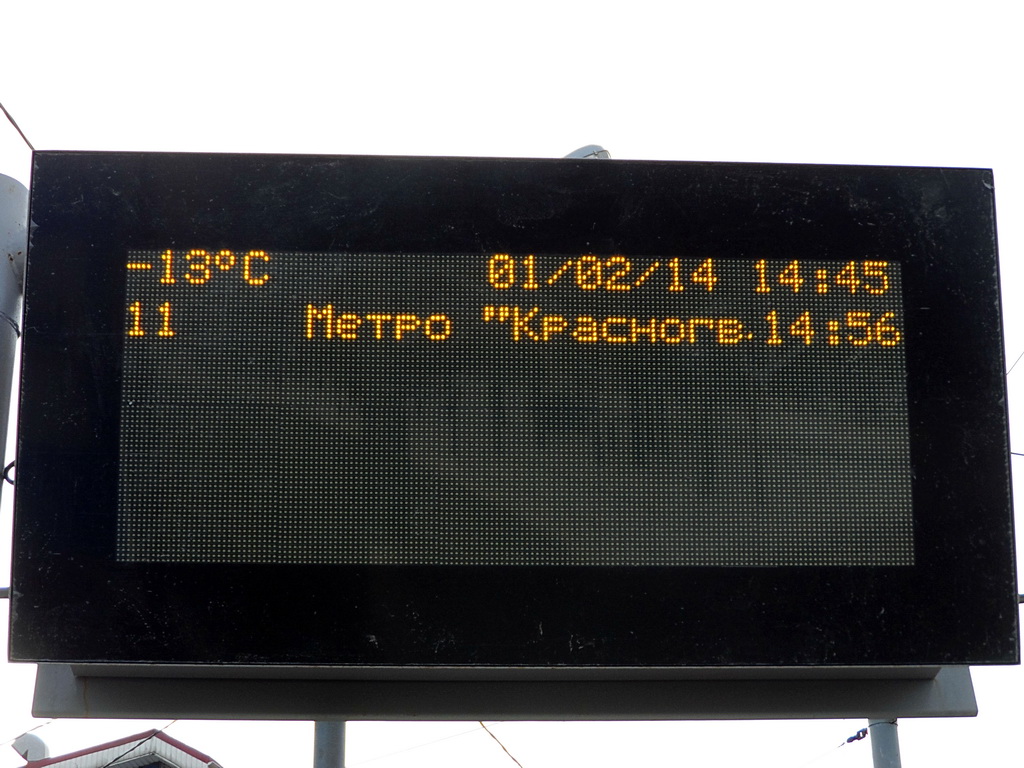 -13°C 01/02/14 14:45
11 Метро ""Красногв.14:56